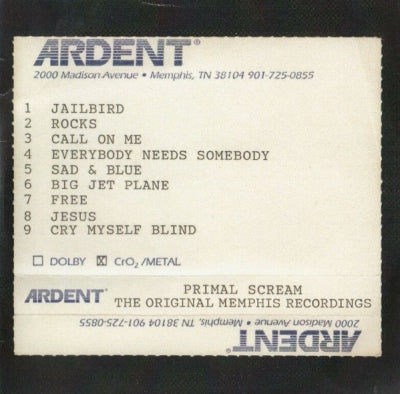 ARDENT®
2000 Madison Avenue • Memphis, TN 38104 901-725-0855
1 JAILBIRD
2 ROCKS
3 CALL ON ME
4 EVERYBODY NEEDS SOMEBODY
5 SAD & BLUE
6 BIG JET PLANE
7 FREE
8 JESUS
9 CRY MYSELF BLIND
☐ DOLBY ☒ CrO₂ /METAL
ARDENT®
PRIMAL SCREAM
THE ORIGINAL MEMPHIS RECORDINGS
2000 Madison Avenue • Memphis, TN 38104 901-725-0855
ARDENT